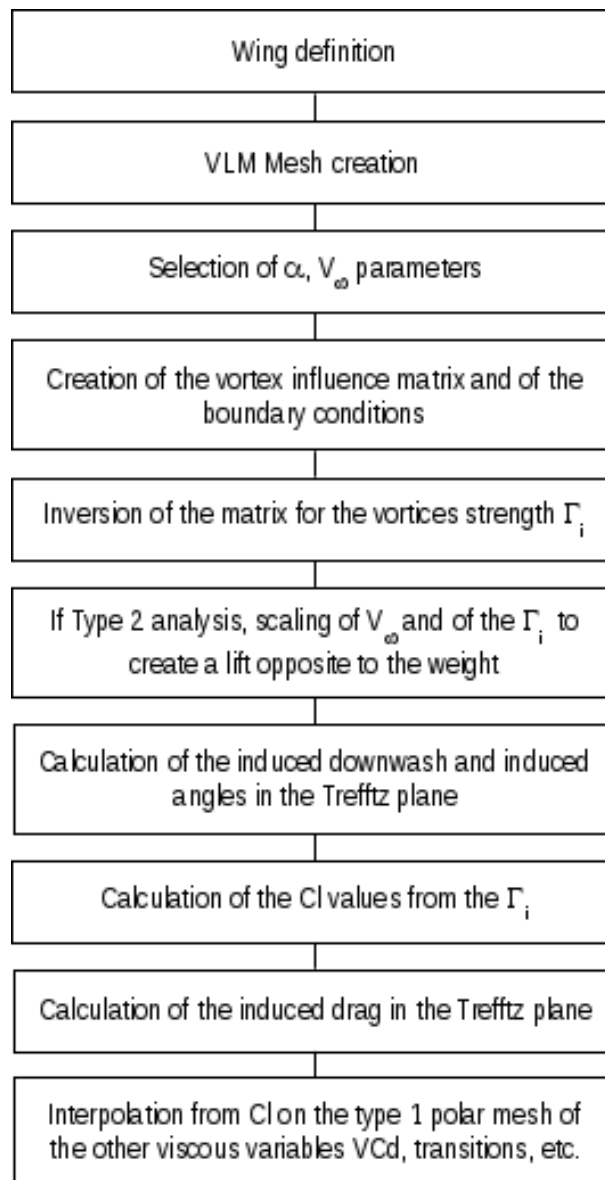 Wing definition
VLM Mesh creation
Selection of α, V∞ parameters
Creation of the vortex influence matrix and of the
boundary conditions
Inversion of the matrix for the vortices strength Γi
If Type 2 analysis, scaling of V∞ and of the Γi to
create a lift opposite to the weight
Calculation of the induced downwash and induced
angles in the Trefftz plane
Calculation of the Cl values from the Γi
Calculation of the induced drag in the Trefftz plane
Interpolation from Cl on the type 1 polar mesh of
the other viscous variables VCd, transitions, etc.